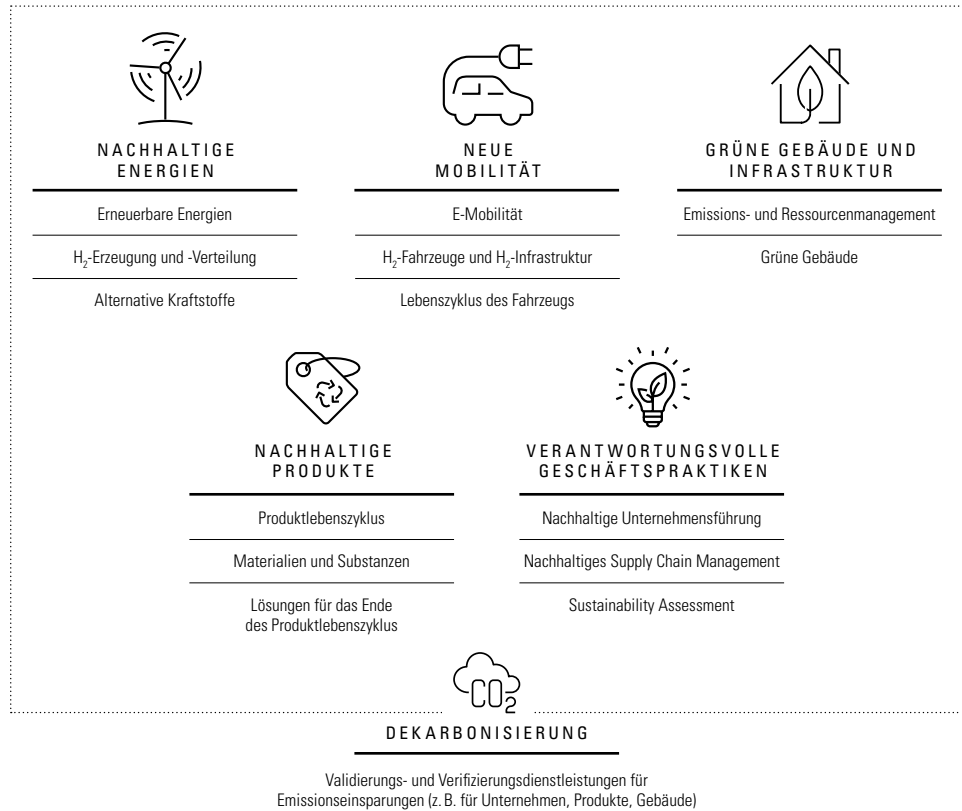 NACHHALTIGE
ENERGIEN
Erneuerbare Energien
H₂-Erzeugung und -Verteilung
Alternative Kraftstoffe
NEUE
MOBILITÄT
E-Mobilität
H₂-Fahrzeuge und H₂-Infrastruktur
Lebenszyklus des Fahrzeugs
GRÜNE GEBÄUDE UND
INFRASTRUKTUR
Emissions- und Ressourcenmanagement
Grüne Gebäude
NACHHALTIGE
PRODUKTE
Produktlebenszyklus
Materialien und Substanzen
Lösungen für das Ende
des Produktlebenszyklus
VERANTWORTUNGSVOLLE
GESCHÄFTSPRAKTIKEN
Nachhaltige Unternehmensführung
Nachhaltiges Supply Chain Management
Sustainability Assessment
CO₂
DEKARBONISIERUNG
Validierungs- und Verifizierungsdienstleistungen für
Emissionseinsparungen (z. B. für Unternehmen, Produkte, Gebäude)